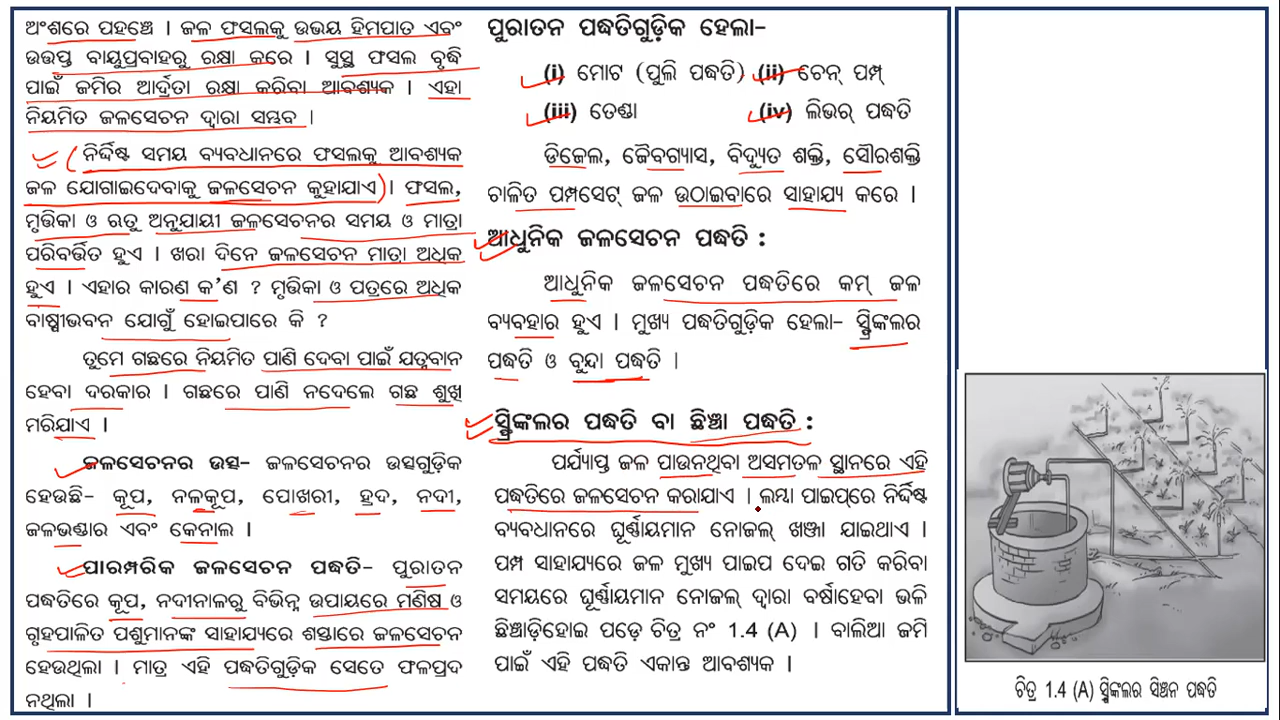 ଅଂଶରେ ପହଞ୍ଚେ । ଜଳ ଫସଲକୁ ଉଭୟ ହିମପାତ ଏବଂ
ଉତ୍ତପ୍ତ ବାୟୁପ୍ରବାହରୁ ରକ୍ଷା କରେ । ସୁସ୍ଥ ଫସଲ ବୃଦ୍ଧି
ପାଇଁ ଜମିର ଆର୍ଦ୍ରତା ରକ୍ଷା କରିବା ଆବଶ୍ୟକ । ଏହା
ନିୟମିତ ଜଳସେଚନ ଦ୍ୱାରା ସମ୍ଭବ ।
ନିର୍ଦ୍ଦିଷ୍ଟ ସମୟ ବ୍ୟବଧାନରେ ଫସଲକୁ ଆବଶ୍ୟକ
ଜଳ ଯୋଗାଇଦେବାକୁ ଜଳସେଚନ କୁହାଯାଏ । ଫସଲ,
ମୃତ୍ତିକା ଓ ଋତୁ ଅନୁଯାୟୀ ଜଳସେଚନର ସମୟ ଓ ମାତ୍ରା
ପରିବର୍ତ୍ତିତ ହୁଏ । ଖରା ଦିନେ ଜଳସେଚନ ମାତ୍ରା ଅଧିକ
ହୁଏ । ଏହାର କାରଣ କ'ଣ ? ମୃତ୍ତିକା ଓ ପତ୍ରରେ ଅଧିକ
ବାଷ୍ପୀଭବନ ଯୋଗୁଁ ହୋଇପାରେ କି ?
ତୁମେ ଗଛରେ ନିୟମିତ ପାଣି ଦେବା ପାଇଁ ଯତ୍ନବାନ
ହେବା ଦରକାର । ଗଛରେ ପାଣି ନଦେଲେ ଗଛ ଶୁଖି
ମରିଯାଏ ।
ଜଳସେଚନର ଉତ୍ସ– ଜଳସେଚନର ଉତ୍ସଗୁଡ଼ିକ
ହେଉଛି– କୂପ, ନଳକୂପ, ପୋଖରୀ, ହ୍ରଦ, ନଦୀ,
ଜଳଭଣ୍ଡାର ଏବଂ କେନାଲ ।
ପାରମ୍ପରିକ ଜଳସେଚନ ପଦ୍ଧତି– ପୁରାତନ
ପଦ୍ଧତିରେ କୂପ, ନଦୀନାଳରୁ ବିଭିନ୍ନ ଉପାୟରେ ମଣିଷ ଓ
ଗୃହପାଳିତ ପଶୁମାନଙ୍କ ସାହାଯ୍ୟରେ ଶସ୍ତାରେ ଜଳସେଚନ
ହେଉଥିଲା । ମାତ୍ର ଏହି ପଦ୍ଧତିଗୁଡ଼ିକ ସେତେ ଫଳପ୍ରଦ
ନଥିଲା ।
ପୁରାତନ ପଦ୍ଧତିଗୁଡ଼ିକ ହେଲା–
(i) ମୋଟ (ପୁଲି ପଦ୍ଧତି) (ii) ଚେନ୍ ପମ୍ପ୍
(iii) ତେଣ୍ଡା (iv) ଲିଭର୍ ପଦ୍ଧତି
ଡିଜେଲ, ଜୈବଗ୍ୟାସ, ବିଦ୍ୟୁତ ଶକ୍ତି, ସୌରଶକ୍ତି
ଚାଳିତ ପମ୍ପସେଟ୍ ଜଳ ଉଠାଇବାରେ ସାହାଯ୍ୟ କରେ ।
ଆଧୁନିକ ଜଳସେଚନ ପଦ୍ଧତି :
ଆଧୁନିକ ଜଳସେଚନ ପଦ୍ଧତିରେ କମ୍ ଜଳ
ବ୍ୟବହାର ହୁଏ । ମୁଖ୍ୟ ପଦ୍ଧତିଗୁଡ଼ିକ ହେଲା– ସ୍ପ୍ରିଙ୍କଲର
ପଦ୍ଧତି ଓ ବୁନ୍ଦା ପଦ୍ଧତି ।
ସ୍ପ୍ରିଙ୍କଲର ପଦ୍ଧତି ବା ଛିଞ୍ଚା ପଦ୍ଧତି :
ପର୍ଯ୍ୟାପ୍ତ ଜଳ ପାଉନଥିବା ଅସମତଳ ସ୍ଥାନରେ ଏହି
ପଦ୍ଧତିରେ ଜଳସେଚନ କରାଯାଏ । ଲମ୍ବା ପାଇପ୍‌ରେ ନିର୍ଦ୍ଦିଷ୍ଟ
ବ୍ୟବଧାନରେ ଘୂର୍ଣ୍ଣାୟମାନ ନୋଜଲ୍ ଖଞ୍ଜା ଯାଇଥାଏ ।
ପମ୍ପ ସାହାଯ୍ୟରେ ଜଳ ମୁଖ୍ୟ ପାଇପ ଦେଇ ଗତି କରିବା
ସମୟରେ ଘୂର୍ଣ୍ଣାୟମାନ ନୋଜଲ୍ ଦ୍ୱାରା ବର୍ଷାହେବା ଭଳି
ଛିଞ୍ଚାଡ଼ିହୋଇ ପଡ଼େ ଚିତ୍ର ନଂ 1.4 (A) । ବାଲିଆ ଜମି
ପାଇଁ ଏହି ପଦ୍ଧତି ଏକାନ୍ତ ଆବଶ୍ୟକ ।
ଚିତ୍ର 1.4 (A) ସ୍ପ୍ରିଙ୍କଲର ସିଞ୍ଚନ ପଦ୍ଧତି